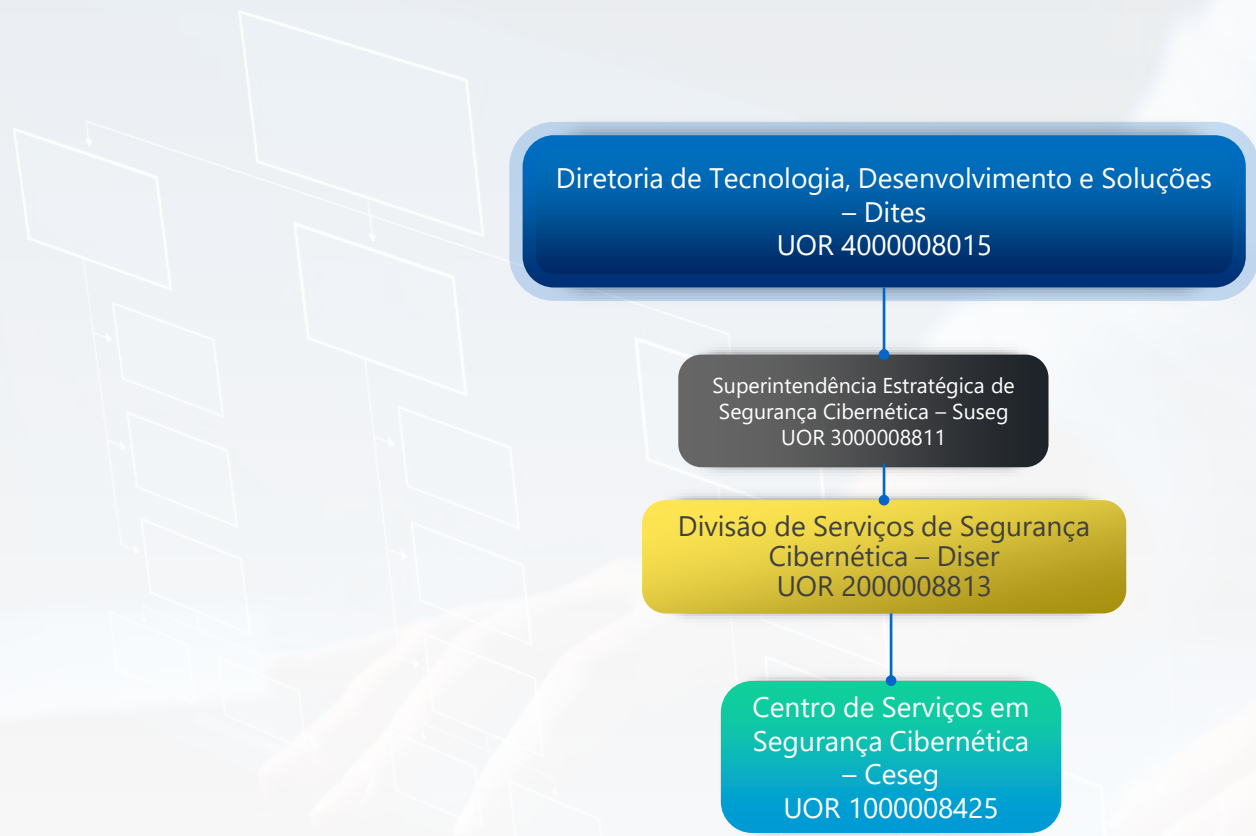 Diretoria de Tecnologia, Desenvolvimento e Soluções
– Dites
UOR 4000008015
Superintendência Estratégica de
Segurança Cibernética – Suseg
UOR 3000008811
Divisão de Serviços de Segurança
Cibernética – Diser
UOR 2000008813
Centro de Serviços em
Segurança Cibernética
– Ceseg
UOR 1000008425